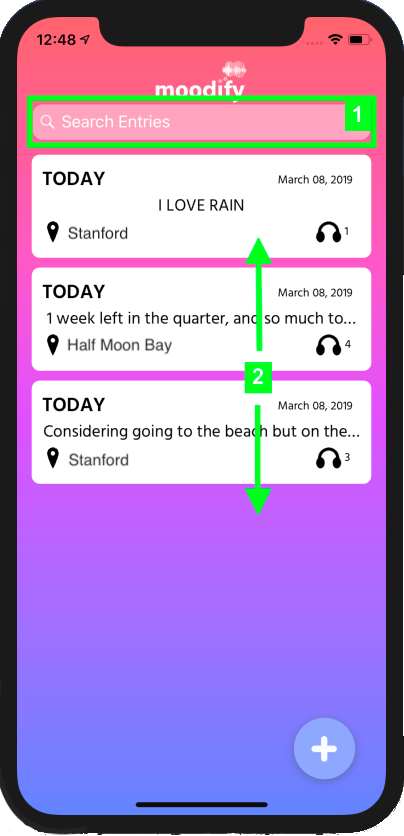 12:48
moodify
1
Search Entries
TODAY
March 08, 2019
I LOVE RAIN
Stanford
1
TODAY
March 08, 2019
1 week left in the quarter, and so much to...
Half Moon Bay
4
2
TODAY
March 08, 2019
Considering going to the beach but on the...
Stanford
3